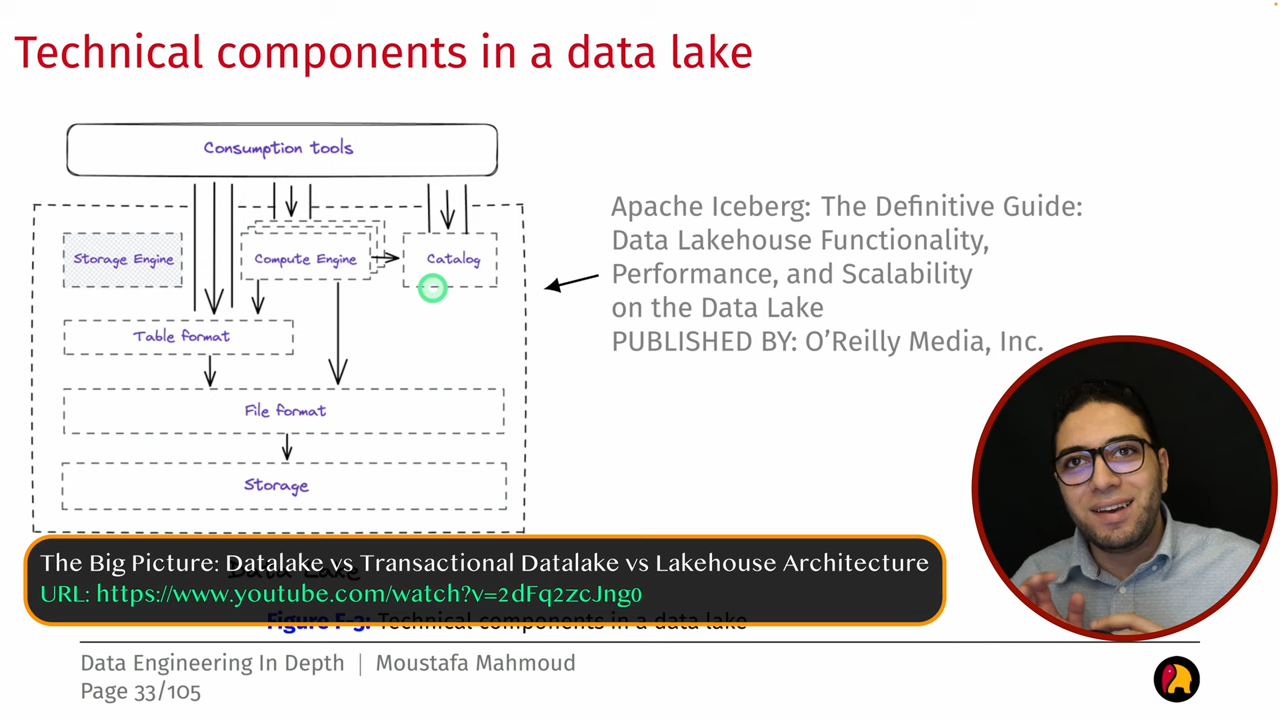 Technical components in a data lake
Consumption tools
Storage Engine
Compute Engine
Catalog
Table format
File format
Storage
Apache Iceberg: The Definitive Guide:
Data Lakehouse Functionality,
Performance, and Scalability
on the Data Lake
PUBLISHED BY: O'Reilly Media, Inc.
The Big Picture: Datalake vs Transactional Datalake vs Lakehouse Architecture
URL: https://www.youtube.com/watch?v=2dFq2zcJng0
Figure F-3: Technical components in a data lake
Data Engineering In Depth | Moustafa Mahmoud
Page 33/105